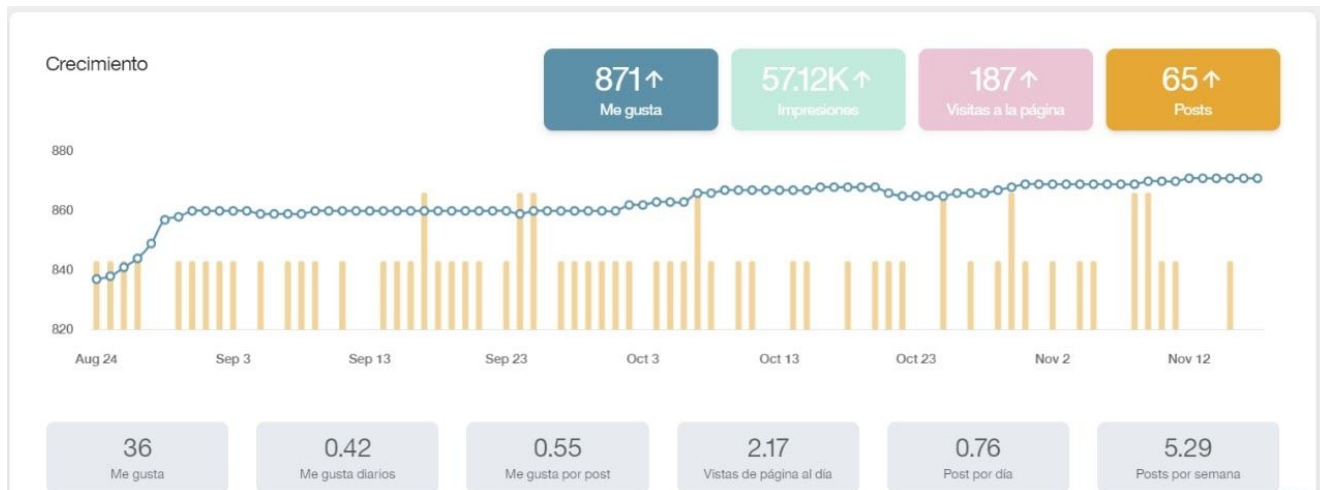 Crecimiento
871↑
Me gusta
57.12K↑
Impresiones
187↑
Visitas a la página
65↑
Posts
880
860
840
820
Aug 24
Sep 3
Sep 13
Sep 23
Oct 3
Oct 13
Oct 23
Nov 2
Nov 12
36
Me gusta
0.42
Me gusta diarios
0.55
Me gusta por post
2.17
Vistas de página al día
0.76
Post por día
5.29
Posts por semana